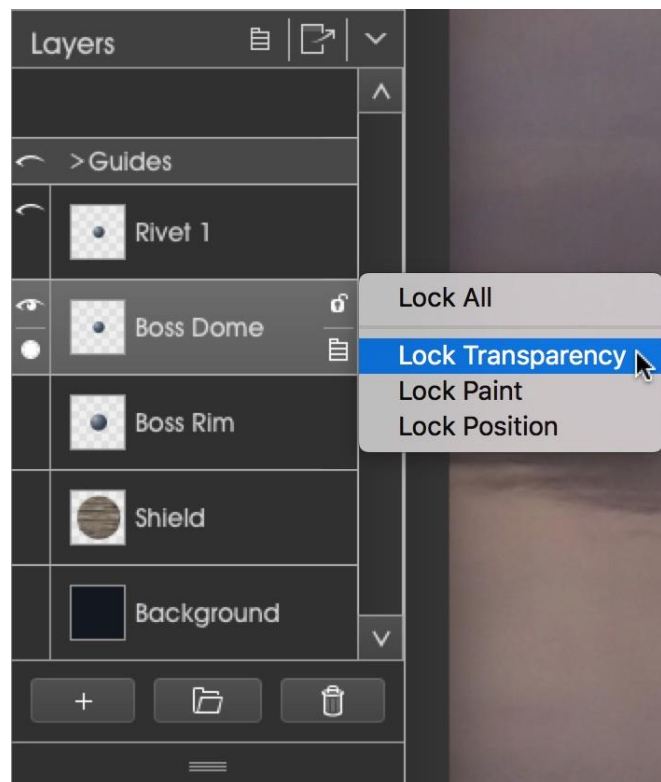 Layers
>Guides
Rivet 1
Boss Dome
Boss Rim
Shield
Background
Lock All
Lock Transparency
Lock Paint
Lock Position